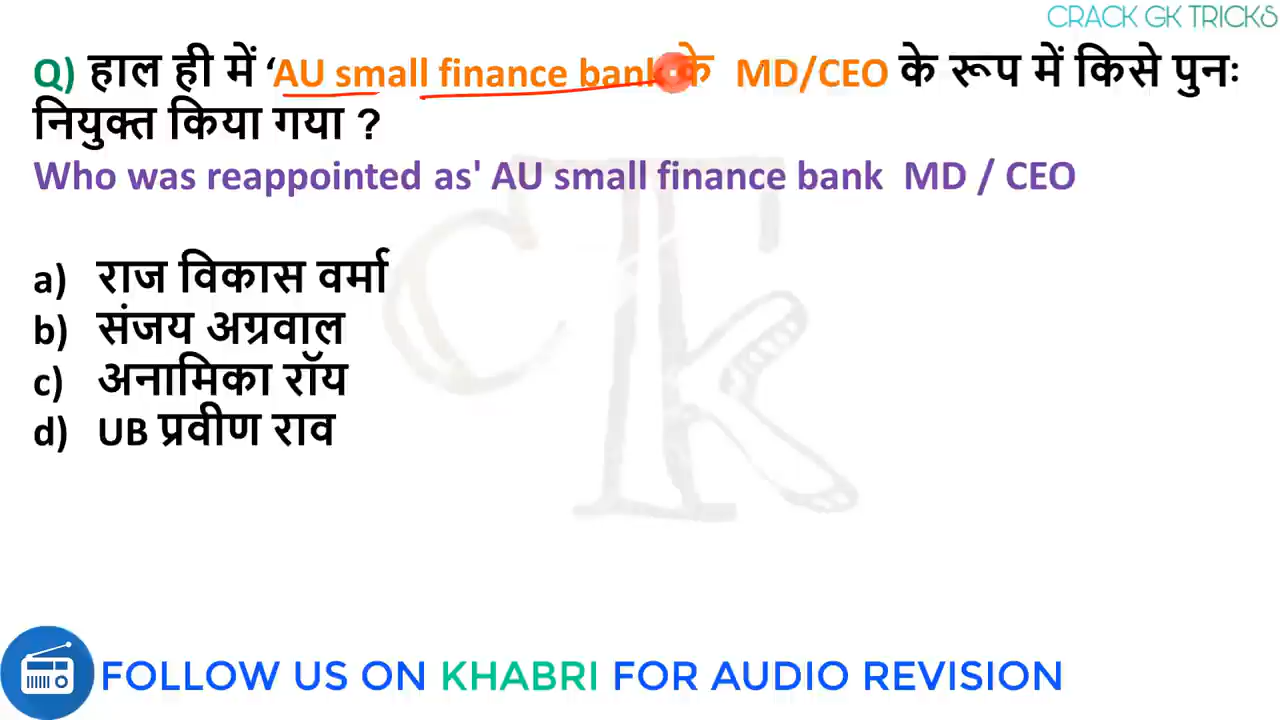 CRACK GK TRICKS
Q) हाल ही में ‘AU small finance bank के MD/CEO के रूप में किसे पुनः
नियुक्त किया गया ?
Who was reappointed as' AU small finance bank MD / CEO
a) राज विकास वर्मा
b) संजय अग्रवाल
c) अनामिका रॉय
d) UB प्रवीण राव
FOLLOW US ON KHABRI FOR AUDIO REVISION